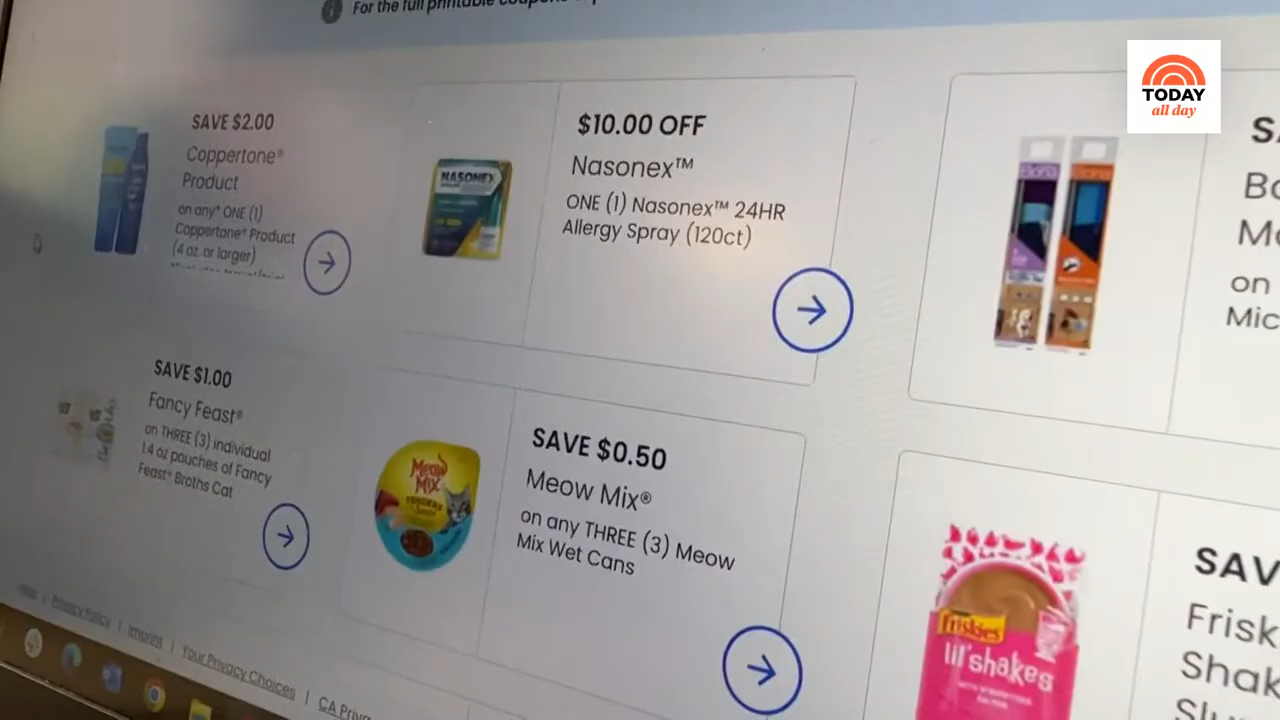 For the full printable coupons
TODAY
all day
SAVE $2.00
Coppertone®
Product
on any* ONE (1)
Coppertone® Product
(4 oz. or larger)
$10.00 OFF
Nasonex™
ONE (1) Nasonex™ 24HR
Allergy Spray (120ct)
NASONEX
on
Mic
SAVE $1.00
Fancy Feast®
on THREE (3) individual
1.4 oz pouches of Fancy
Feast® Broths Cat
SAVE $0.50
Meow Mix®
on any THREE (3) Meow
Mix Wet Cans
Meow
Mix
TENDERS
SAV
Frisk
Shak
Friskies
lil'shakes
Privacy Policy | Imprint | Your Privacy Choices | CA Priv